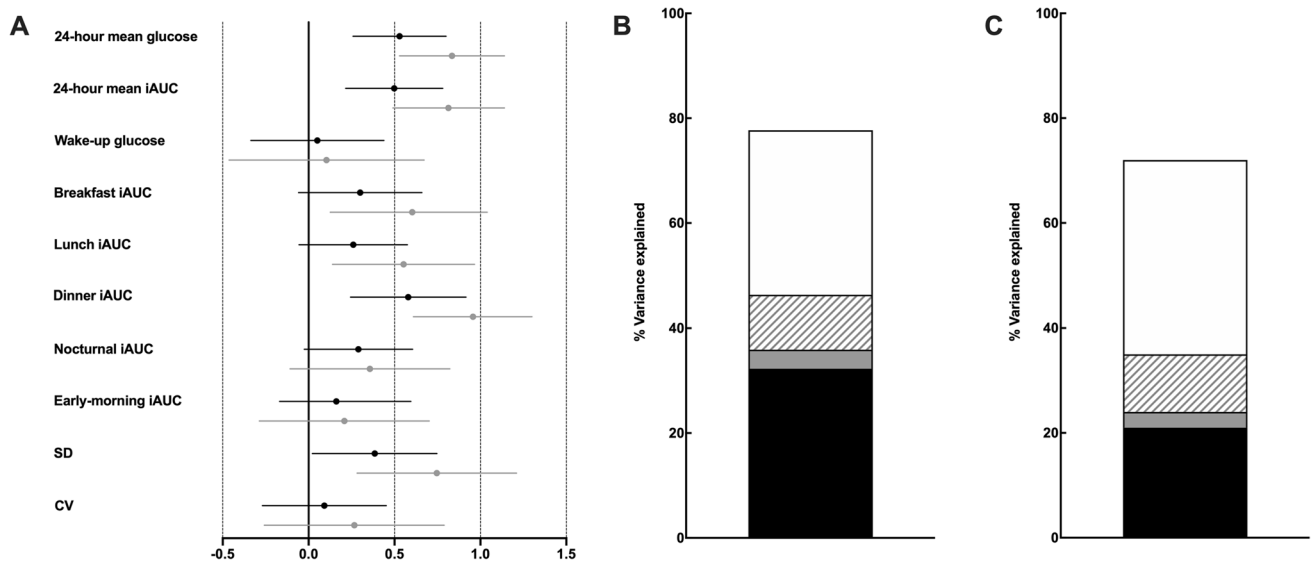 A
24-hour mean glucose
24-hour mean iAUC
Wake-up glucose
Breakfast iAUC
Lunch iAUC
Dinner iAUC
Nocturnal iAUC
Early-morning iAUC
SD
CV
-0.5 0.0 0.5 1.0 1.5
B
% Variance explained
100
80
60
40
20
0
C
% Variance explained
100
80
60
40
20
0